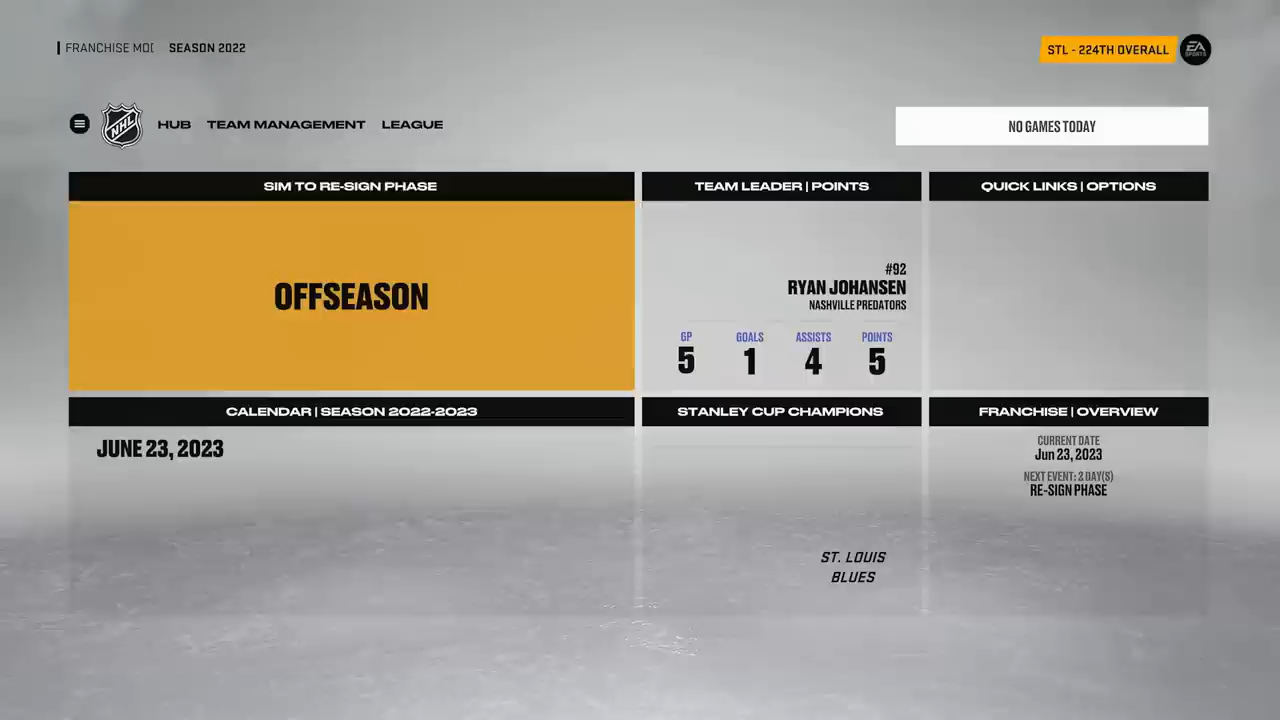 FRANCHISE MO
SEASON 2022
STL - 224TH OVERALL
EA
SPORTS
NHL
HUB
TEAM MANAGEMENT
LEAGUE
NO GAMES TODAY
SIM TO RE-SIGN PHASE
OFFSEASON
TEAM LEADER | POINTS
#92
RYAN JOHANSEN
NASHVILLE PREDATORS
GP GOALS ASSISTS POINTS
5 1 4 5
QUICK LINKS | OPTIONS
CALENDAR | SEASON 2022-2023
JUNE 23, 2023
STANLEY CUP CHAMPIONS
ST. LOUIS
BLUES
FRANCHISE | OVERVIEW
CURRENT DATE
Jun 23, 2023
NEXT EVENT: 2 DAY(S)
RE-SIGN PHASE